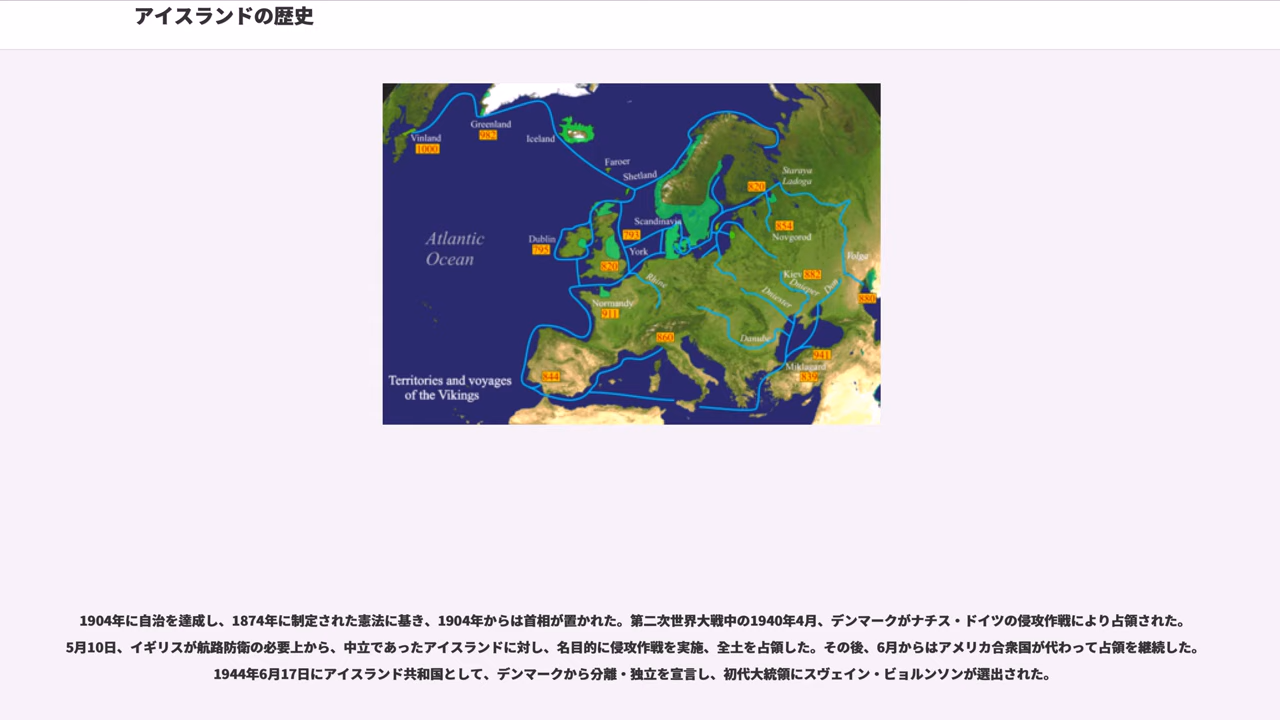 アイスランドの歴史
Vinland
1000
Greenland
982
Iceland
Faroer
Shetland
Scandinavia
Staraya
Ladoga
820
854
Novgorod
Atlantic
Ocean
Dublin
795
793
York
820
Rhine
Kiev 882
Dnieper
Dniester
Don
Volga
880
Normandy
911
860
Danube
941
Miklagard
839
844
Territories and voyages
of the Vikings
1904年に自治を達成し、1874年に制定された憲法に基き、1904年からは首相が置かれた。第二次世界大戦中の1940年4月、デンマークがナチス・ドイツの侵攻作戦により占領された。
5月10日、イギリスが航路防衛の必要上から、中立であったアイスランドに対し、名目的に侵攻作戦を実施、全土を占領した。その後、6月からはアメリカ合衆国が代わって占領を継続した。
1944年6月17日にアイスランド共和国として、デンマークから分離・独立を宣言し、初代大統領にスヴェイン・ビョルンソンが選出された。